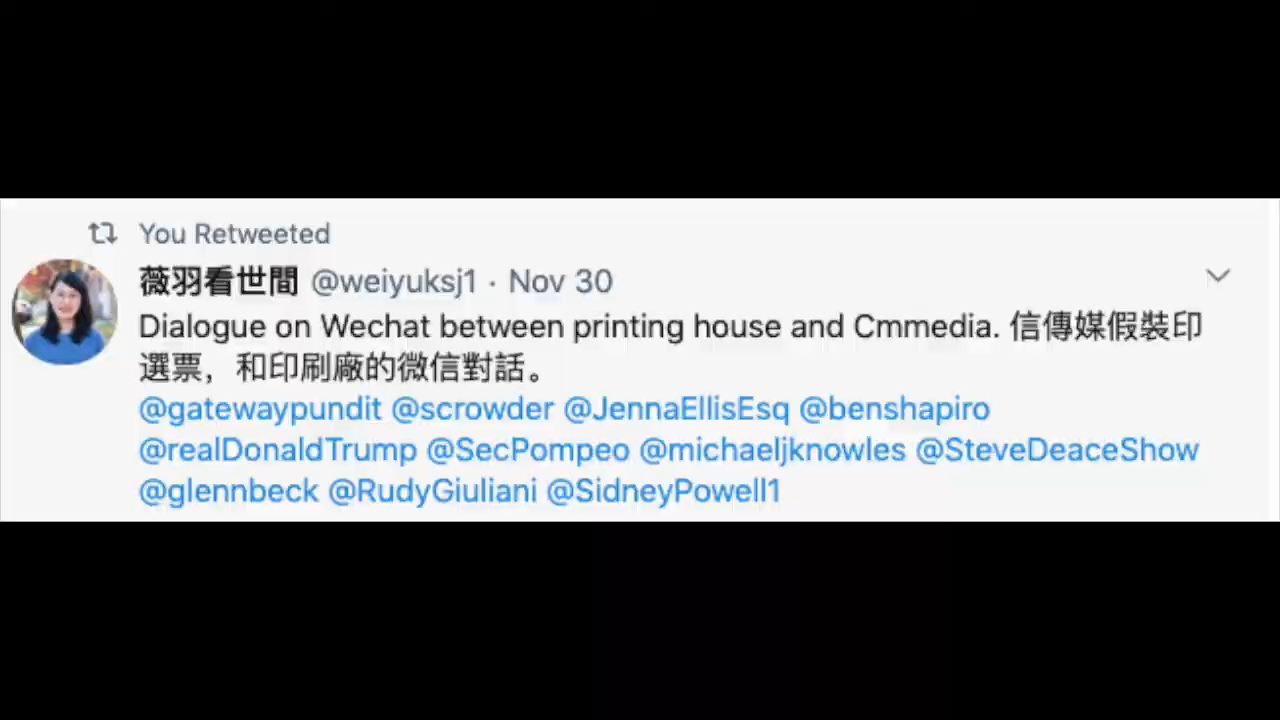 You Retweeted
薇羽看世間 @weiyuksj1 · Nov 30
Dialogue on Wechat between printing house and Cmmedia. 信傳媒假裝印
選票，和印刷廠的微信對話。
@gatewaypundit @scrowder @JennaEllisEsq @benshapiro
@realDonaldTrump @SecPompeo @michaeljknowles @SteveDeaceShow
@glennbeck @RudyGiuliani @SidneyPowell1